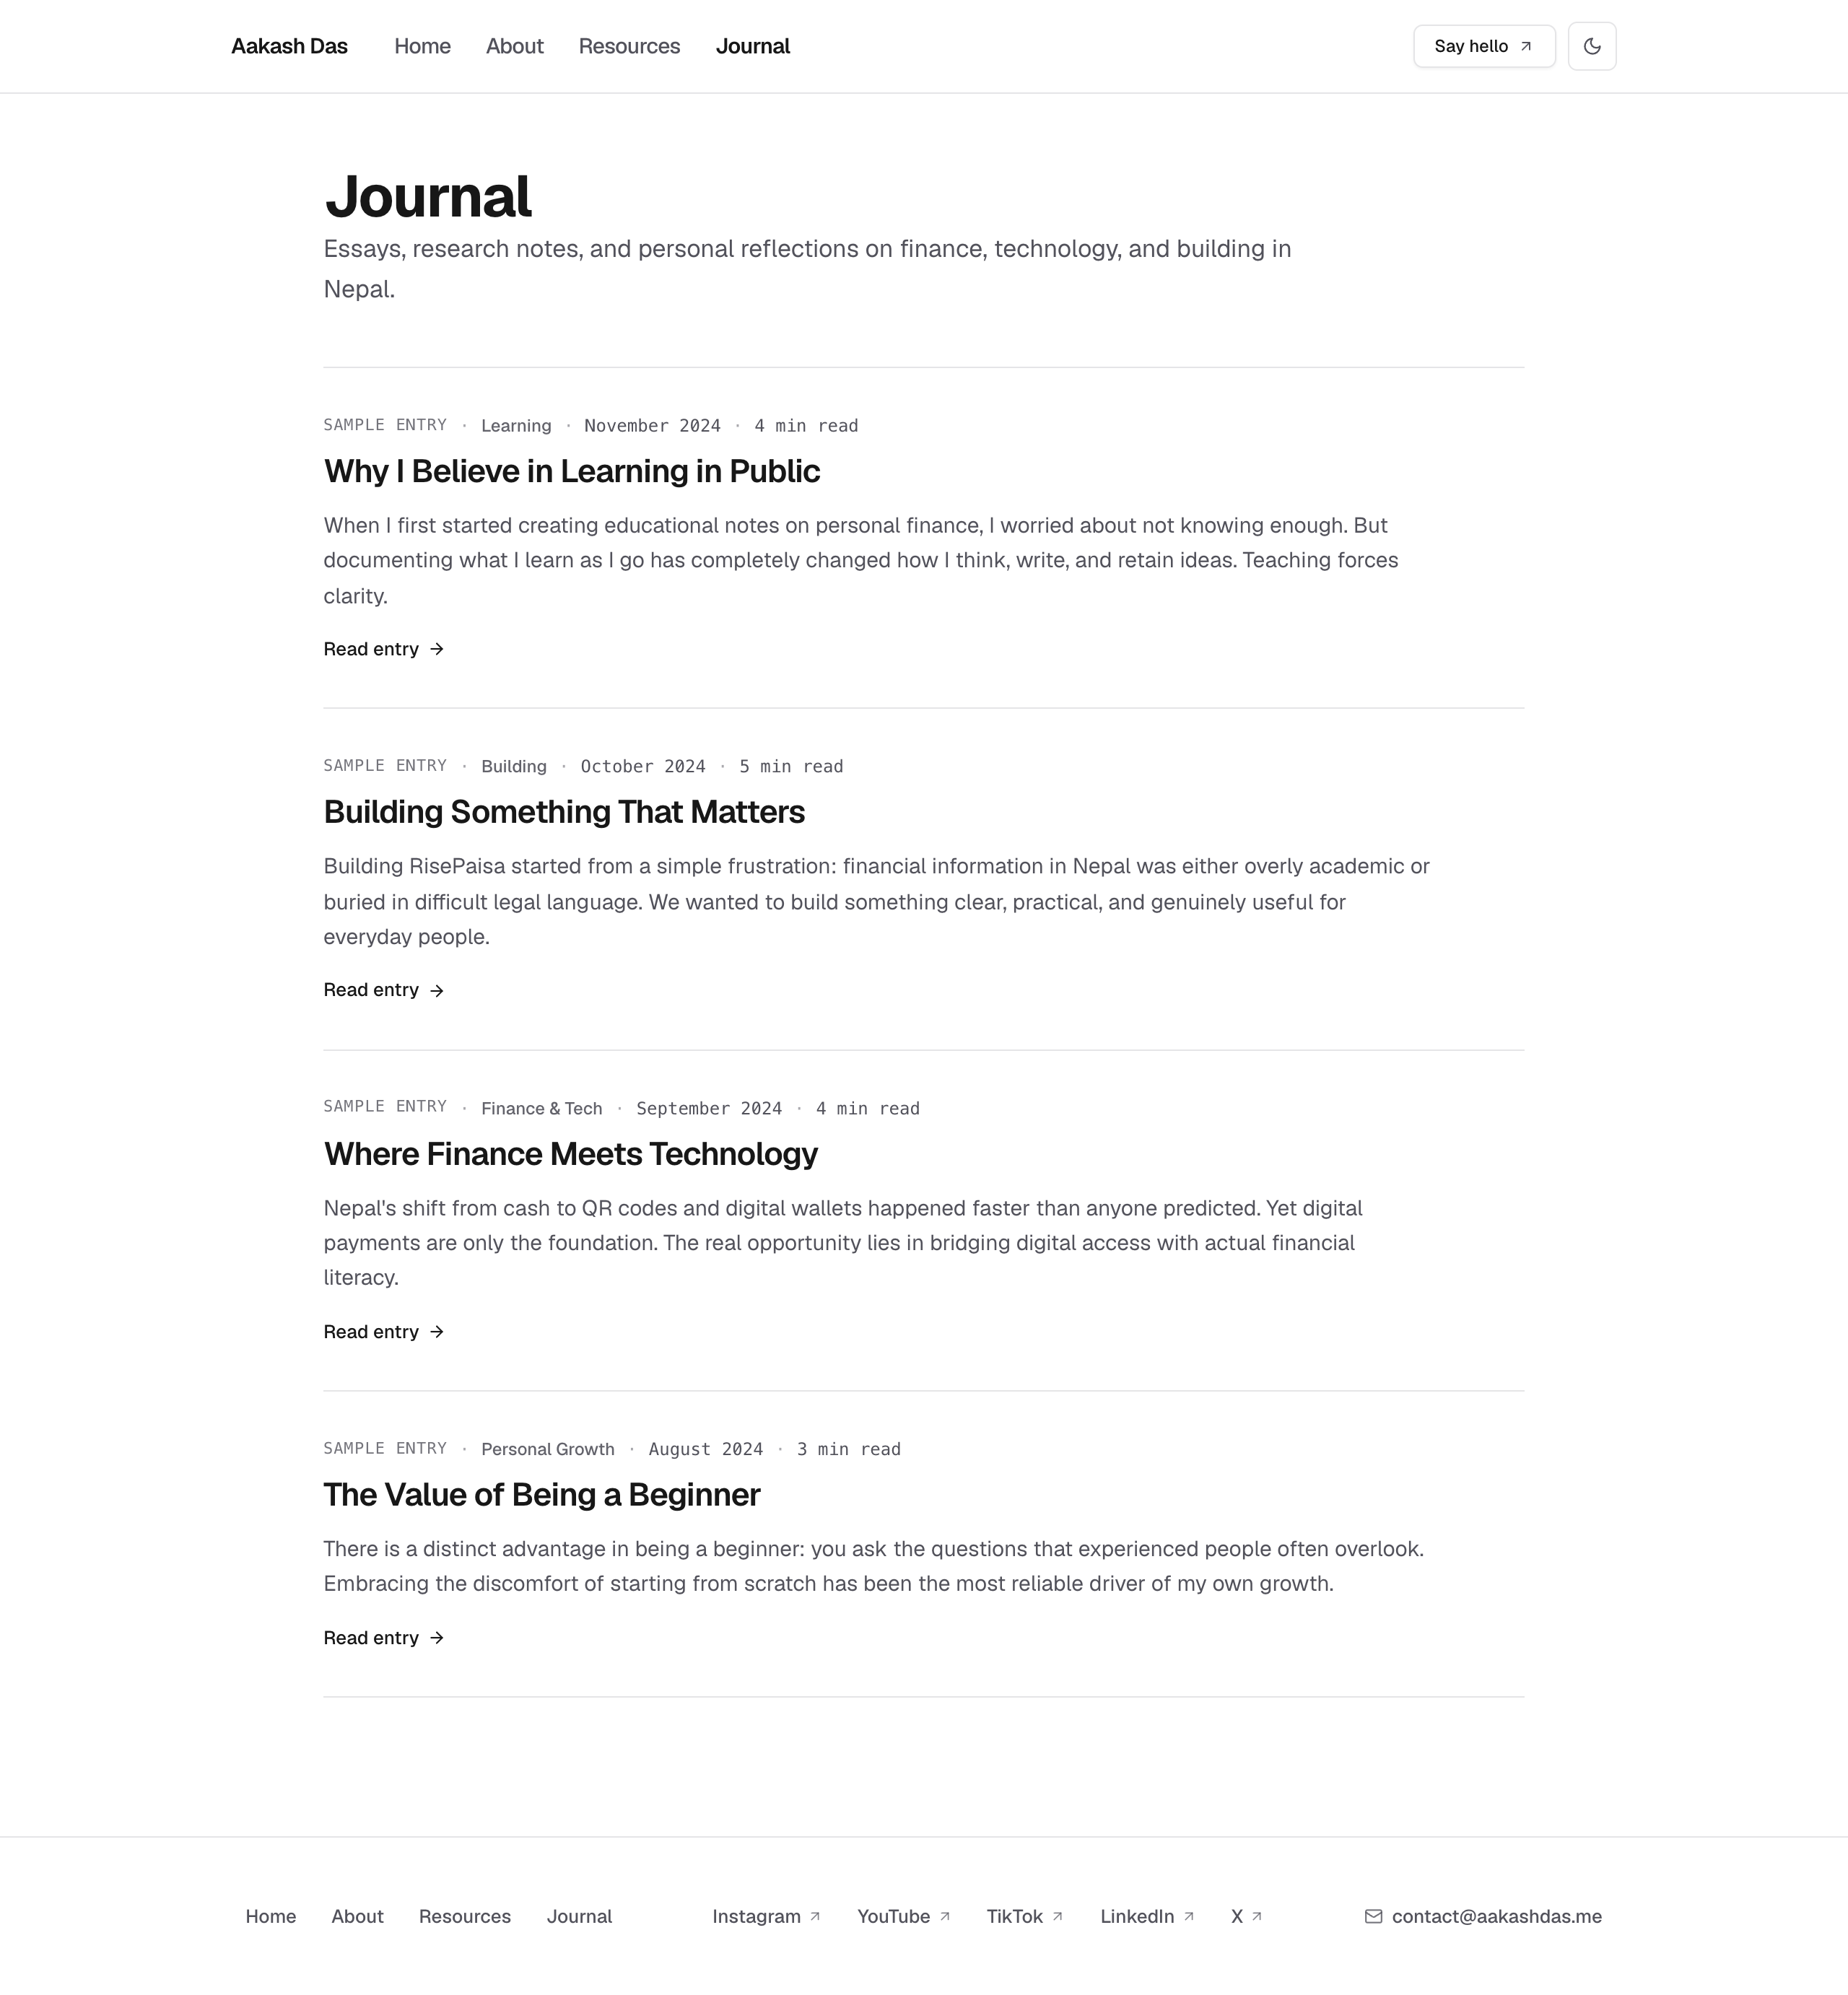 Aakash Das Home About Resources Journal Say hello
Journal
Essays, research notes, and personal reflections on finance, technology, and building in
Nepal.
SAMPLE ENTRY · Learning · November 2024 · 4 min read
Why I Believe in Learning in Public
When I first started creating educational notes on personal finance, I worried about not knowing enough. But
documenting what I learn as I go has completely changed how I think, write, and retain ideas. Teaching forces
clarity.
Read entry →
SAMPLE ENTRY · Building · October 2024 · 5 min read
Building Something That Matters
Building RisePaisa started from a simple frustration: financial information in Nepal was either overly academic or
buried in difficult legal language. We wanted to build something clear, practical, and genuinely useful for
everyday people.
Read entry →
SAMPLE ENTRY · Finance & Tech · September 2024 · 4 min read
Where Finance Meets Technology
Nepal's shift from cash to QR codes and digital wallets happened faster than anyone predicted. Yet digital
payments are only the foundation. The real opportunity lies in bridging digital access with actual financial
literacy.
Read entry →
SAMPLE ENTRY · Personal Growth · August 2024 · 3 min read
The Value of Being a Beginner
There is a distinct advantage in being a beginner: you ask the questions that experienced people often overlook.
Embracing the discomfort of starting from scratch has been the most reliable driver of my own growth.
Read entry →
Home About Resources Journal Instagram YouTube TikTok LinkedIn X contact@aakashdas.me